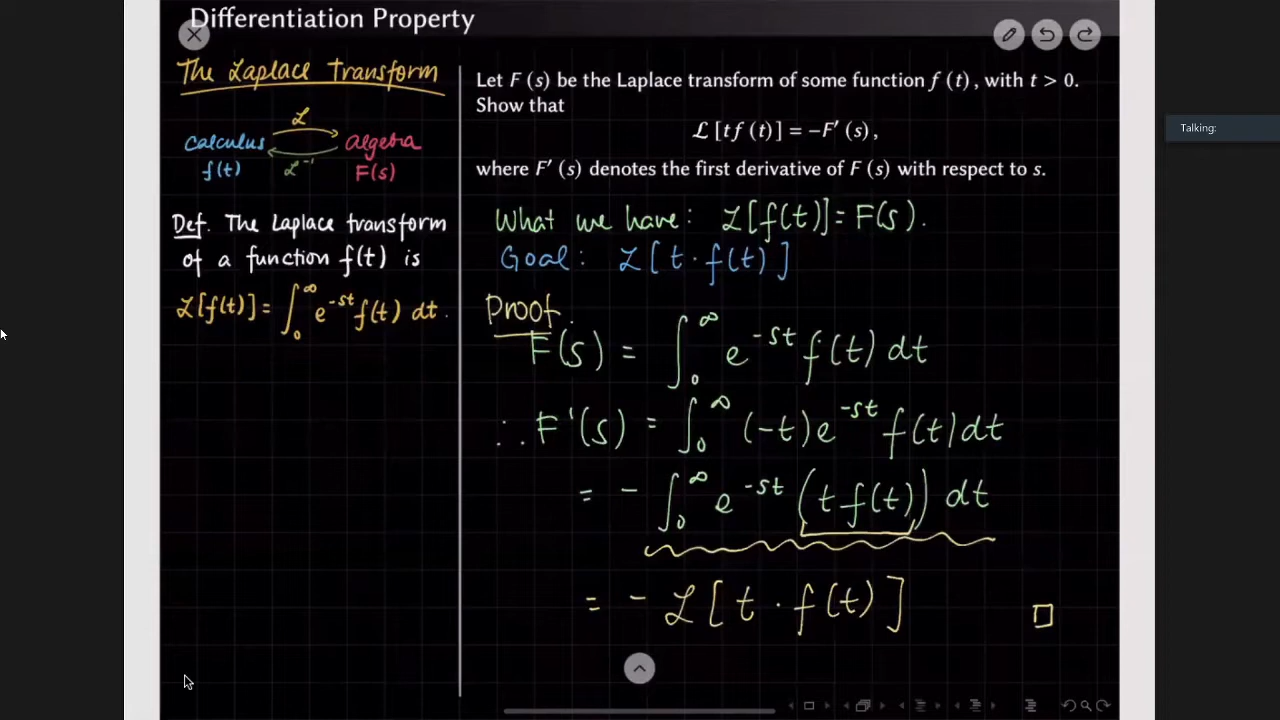 Differentiation Property
The Laplace Transform
ℒ
calculus algebra
ℒ⁻¹
f(t) F(s)
Def. The Laplace transform
of a function f(t) is
ℒ[f(t)] = ∫₀^∞ e^{-st} f(t) dt.
Let F (s) be the Laplace transform of some function f (t), with t > 0.
Show that
ℒ [tf (t)] = −F′ (s),
where F′ (s) denotes the first derivative of F (s) with respect to s.
What we have: ℒ[f(t)] = F(s).
Goal: ℒ[t·f(t)]
Proof.
F(s) = ∫₀^∞ e^{-st} f(t) dt
∴ F'(s) = ∫₀^∞ (-t)e^{-st} f(t)dt
= - ∫₀^∞ e^{-st} (t f(t)) dt
= - ℒ[t·f(t)] □
Talking: